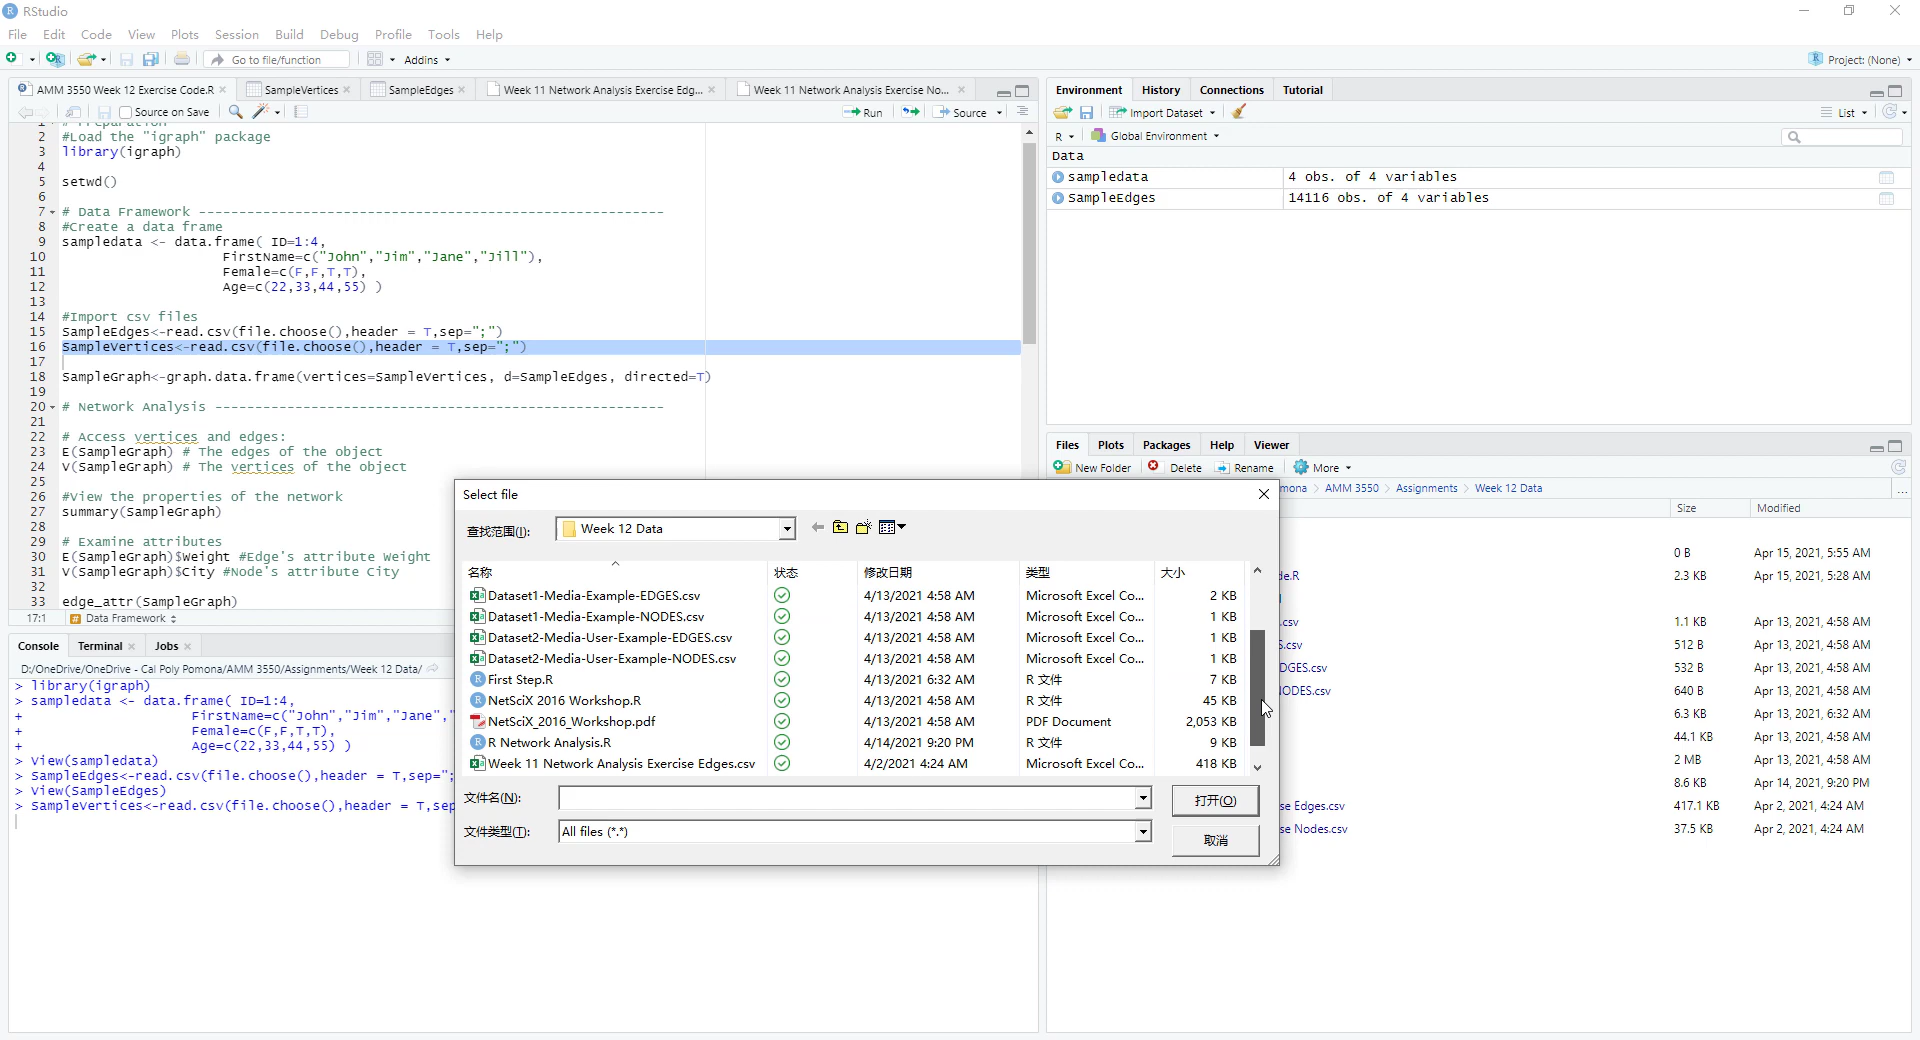 RStudio
File Edit Code View Plots Session Build Debug Profile Tools Help
Go to file/function Addins Project: (None)
AMM 3550 Week 12 Exercise Code.R SampleVertices SampleEdges Week 11 Network Analysis Exercise Edg... Week 11 Network Analysis Exercise No...
Source on Save Run Source
2 #Load the "igraph" package
3 library(igraph)
4
5 setwd()
6
7 # Data Framework ----------------------------------------------------------
8 #Create a data frame
9 sampledata <- data.frame( ID=1:4,
10 FirstName=c("John","Jim","Jane","Jill"),
11 Female=c(F,F,T,T),
12 Age=c(22,33,44,55) )
13
14 #Import csv files
15 SampleEdges<-read.csv(file.choose(),header = T,sep=";")
16 SampleVertices<-read.csv(file.choose(),header = T,sep=";")
17
18 SampleGraph<-graph.data.frame(vertices=SampleVertices, d=SampleEdges, directed=T)
19
20 # Network Analysis --------------------------------------------------------
21
22 # Access vertices and edges:
23 E(SampleGraph) # The edges of the object
24 V(SampleGraph) # The vertices of the object
25
26 #View the properties of the network
27 summary(SampleGraph)
28
29 # Examine attributes
30 E(SampleGraph)$Weight #Edge's attribute Weight
31 V(SampleGraph)$City #Node's attribute City
32
33 edge_attr(SampleGraph)
17:1 Data Framework
Console Terminal Jobs
D:/OneDrive/OneDrive - Cal Poly Pomona/AMM 3550/Assignments/Week 12 Data/
> library(igraph)
> sampledata <- data.frame( ID=1:4,
+ FirstName=c("John","Jim","Jane","
+ Female=c(F,F,T,T),
+ Age=c(22,33,44,55) )
> View(sampledata)
> SampleEdges<-read.csv(file.choose(),header = T,sep=";
> View(SampleEdges)
> SampleVertices<-read.csv(file.choose(),header = T,sep
Environment History Connections Tutorial
Import Dataset List
R Global Environment
Data
sampledata 4 obs. of 4 variables
SampleEdges 14116 obs. of 4 variables
Files Plots Packages Help Viewer
New Folder Delete Rename More
mona > AMM 3550 > Assignments > Week 12 Data ...
Size Modified
0 B Apr 15, 2021, 5:55 AM
de.R 2.3 KB Apr 15, 2021, 5:28 AM
.csv 1.1 KB Apr 13, 2021, 4:58 AM
S.csv 512 B Apr 13, 2021, 4:58 AM
DGES.csv 532 B Apr 13, 2021, 4:58 AM
ODES.csv 640 B Apr 13, 2021, 4:58 AM
6.3 KB Apr 13, 2021, 6:32 AM
44.1 KB Apr 13, 2021, 4:58 AM
2 MB Apr 13, 2021, 4:58 AM
8.6 KB Apr 14, 2021, 9:20 PM
se Edges.csv 417.1 KB Apr 2, 2021, 4:24 AM
se Nodes.csv 37.5 KB Apr 2, 2021, 4:24 AM
Select file
查找范围(I): Week 12 Data
名称 状态 修改日期 类型 大小
Dataset1-Media-Example-EDGES.csv 4/13/2021 4:58 AM Microsoft Excel Co... 2 KB
Dataset1-Media-Example-NODES.csv 4/13/2021 4:58 AM Microsoft Excel Co... 1 KB
Dataset2-Media-User-Example-EDGES.csv 4/13/2021 4:58 AM Microsoft Excel Co... 1 KB
Dataset2-Media-User-Example-NODES.csv 4/13/2021 4:58 AM Microsoft Excel Co... 1 KB
First Step.R 4/13/2021 6:32 AM R 文件 7 KB
NetSciX 2016 Workshop.R 4/13/2021 4:58 AM R 文件 45 KB
NetSciX_2016_Workshop.pdf 4/13/2021 4:58 AM PDF Document 2,053 KB
R Network Analysis.R 4/14/2021 9:20 PM R 文件 9 KB
Week 11 Network Analysis Exercise Edges.csv 4/2/2021 4:24 AM Microsoft Excel Co... 418 KB
文件名(N): 打开(O)
文件类型(T): All files (*.*) 取消